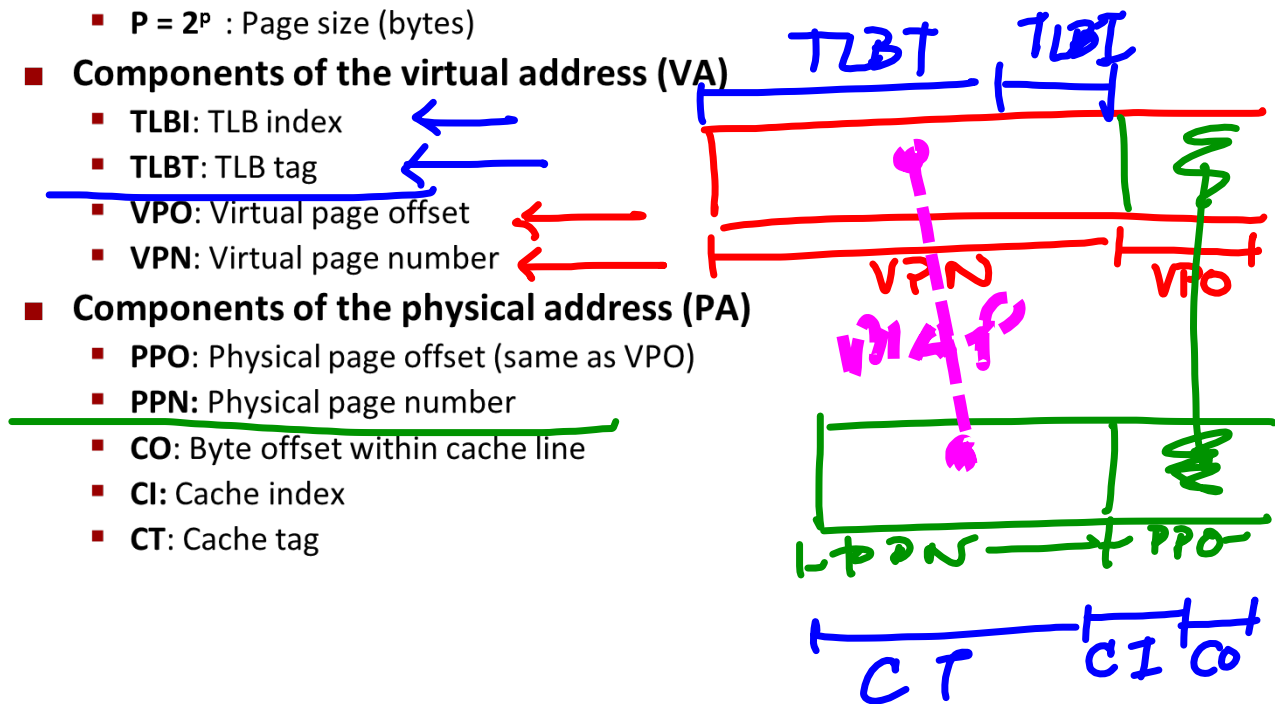 P = 2ᵖ : Page size (bytes)
Components of the virtual address (VA)
TLBI: TLB index
TLBT: TLB tag
VPO: Virtual page offset
VPN: Virtual page number
Components of the physical address (PA)
PPO: Physical page offset (same as VPO)
PPN: Physical page number
CO: Byte offset within cache line
CI: Cache index
CT: Cache tag
TLBT TLBI
VPN VPO
PPN PPO
CT CI CO